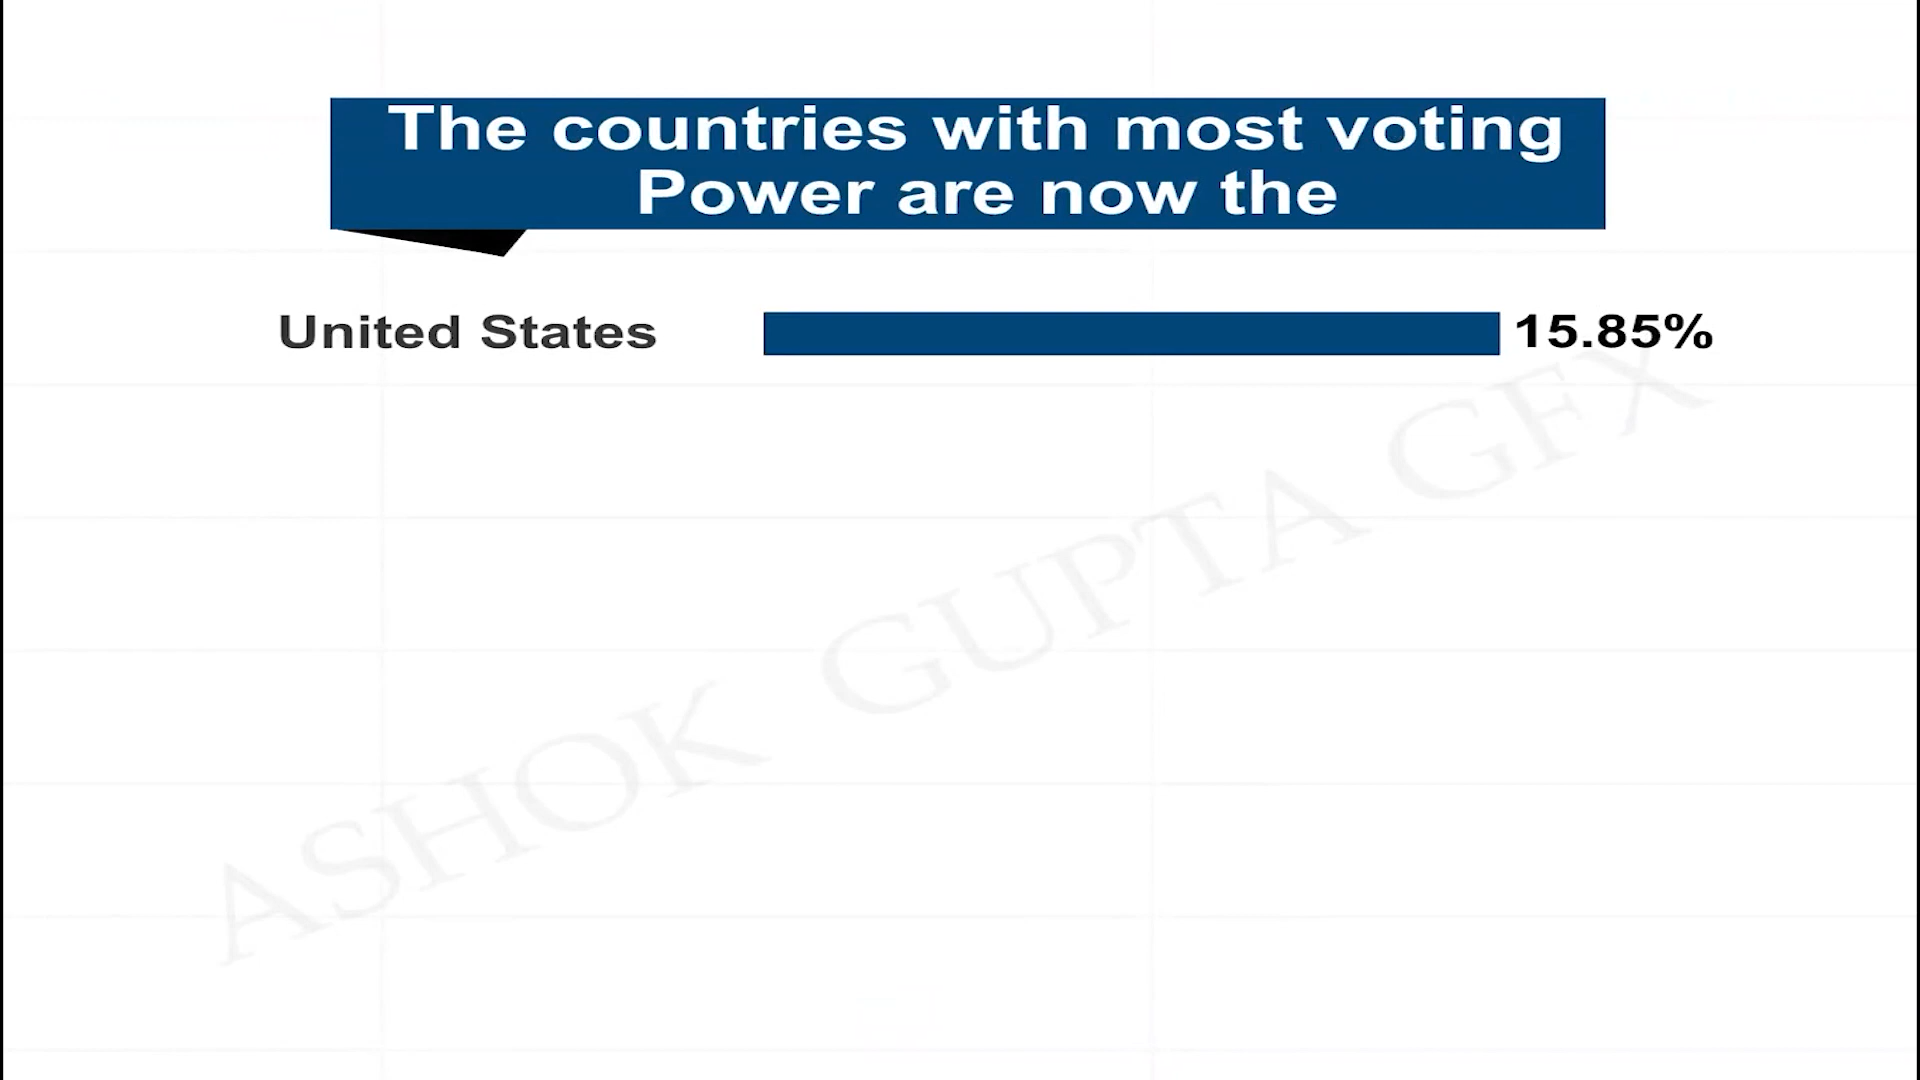 The countries with most voting
Power are now the
United States
15.85%
ASHOK GUPTA GFX